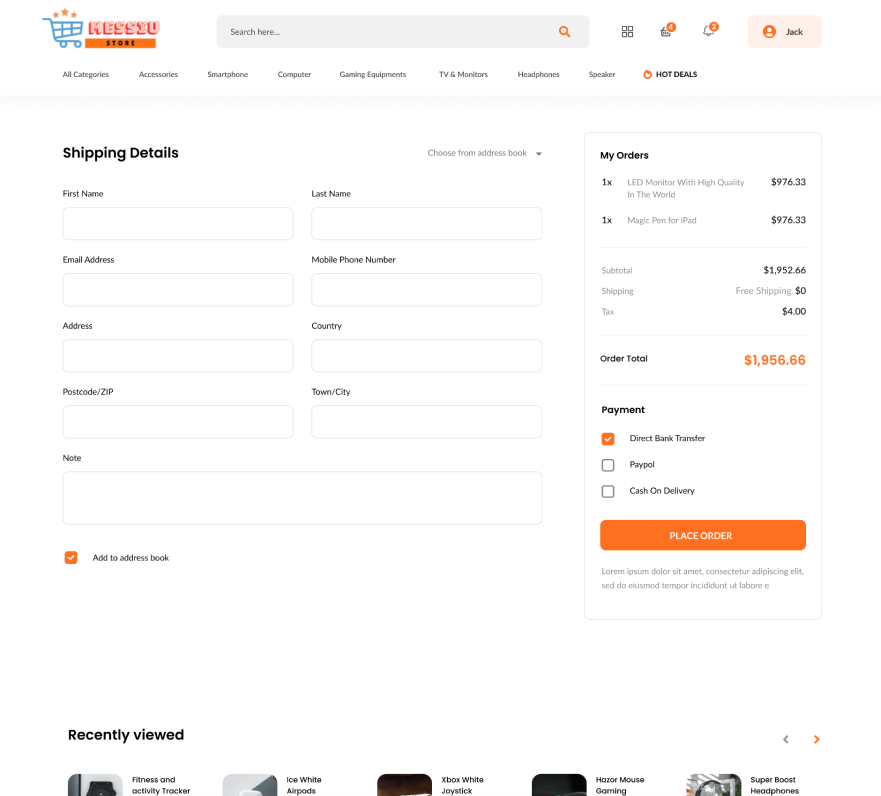 MESSIU
STORE
Search here...
4
2
Jack
All Categories
Accessories
Smartphone
Computer
Gaming Equipments
TV & Monitors
Headphones
Speaker
HOT DEALS
Shipping Details
Choose from address book
First Name
Last Name
Email Address
Mobile Phone Number
Address
Country
Postcode/ZIP
Town/City
Note
Add to address book
My Orders
1x LED Monitor With High Quality $976.33
In The World
1x Magic Pen for iPad $976.33
Subtotal $1,952.66
Shipping Free Shipping $0
Tax $4.00
Order Total $1,956.66
Payment
Direct Bank Transfer
Paypol
Cash On Delivery
PLACE ORDER
Lorem ipsum dolor sit amet, consectetur adipiscing elit,
sed do eiusmod tempor incididunt ut labore e
Recently viewed
Fitness and
activity Tracker
Ice White
Airpods
Xbox White
Joystick
Hazor Mouse
Gaming
Super Boost
Headphones